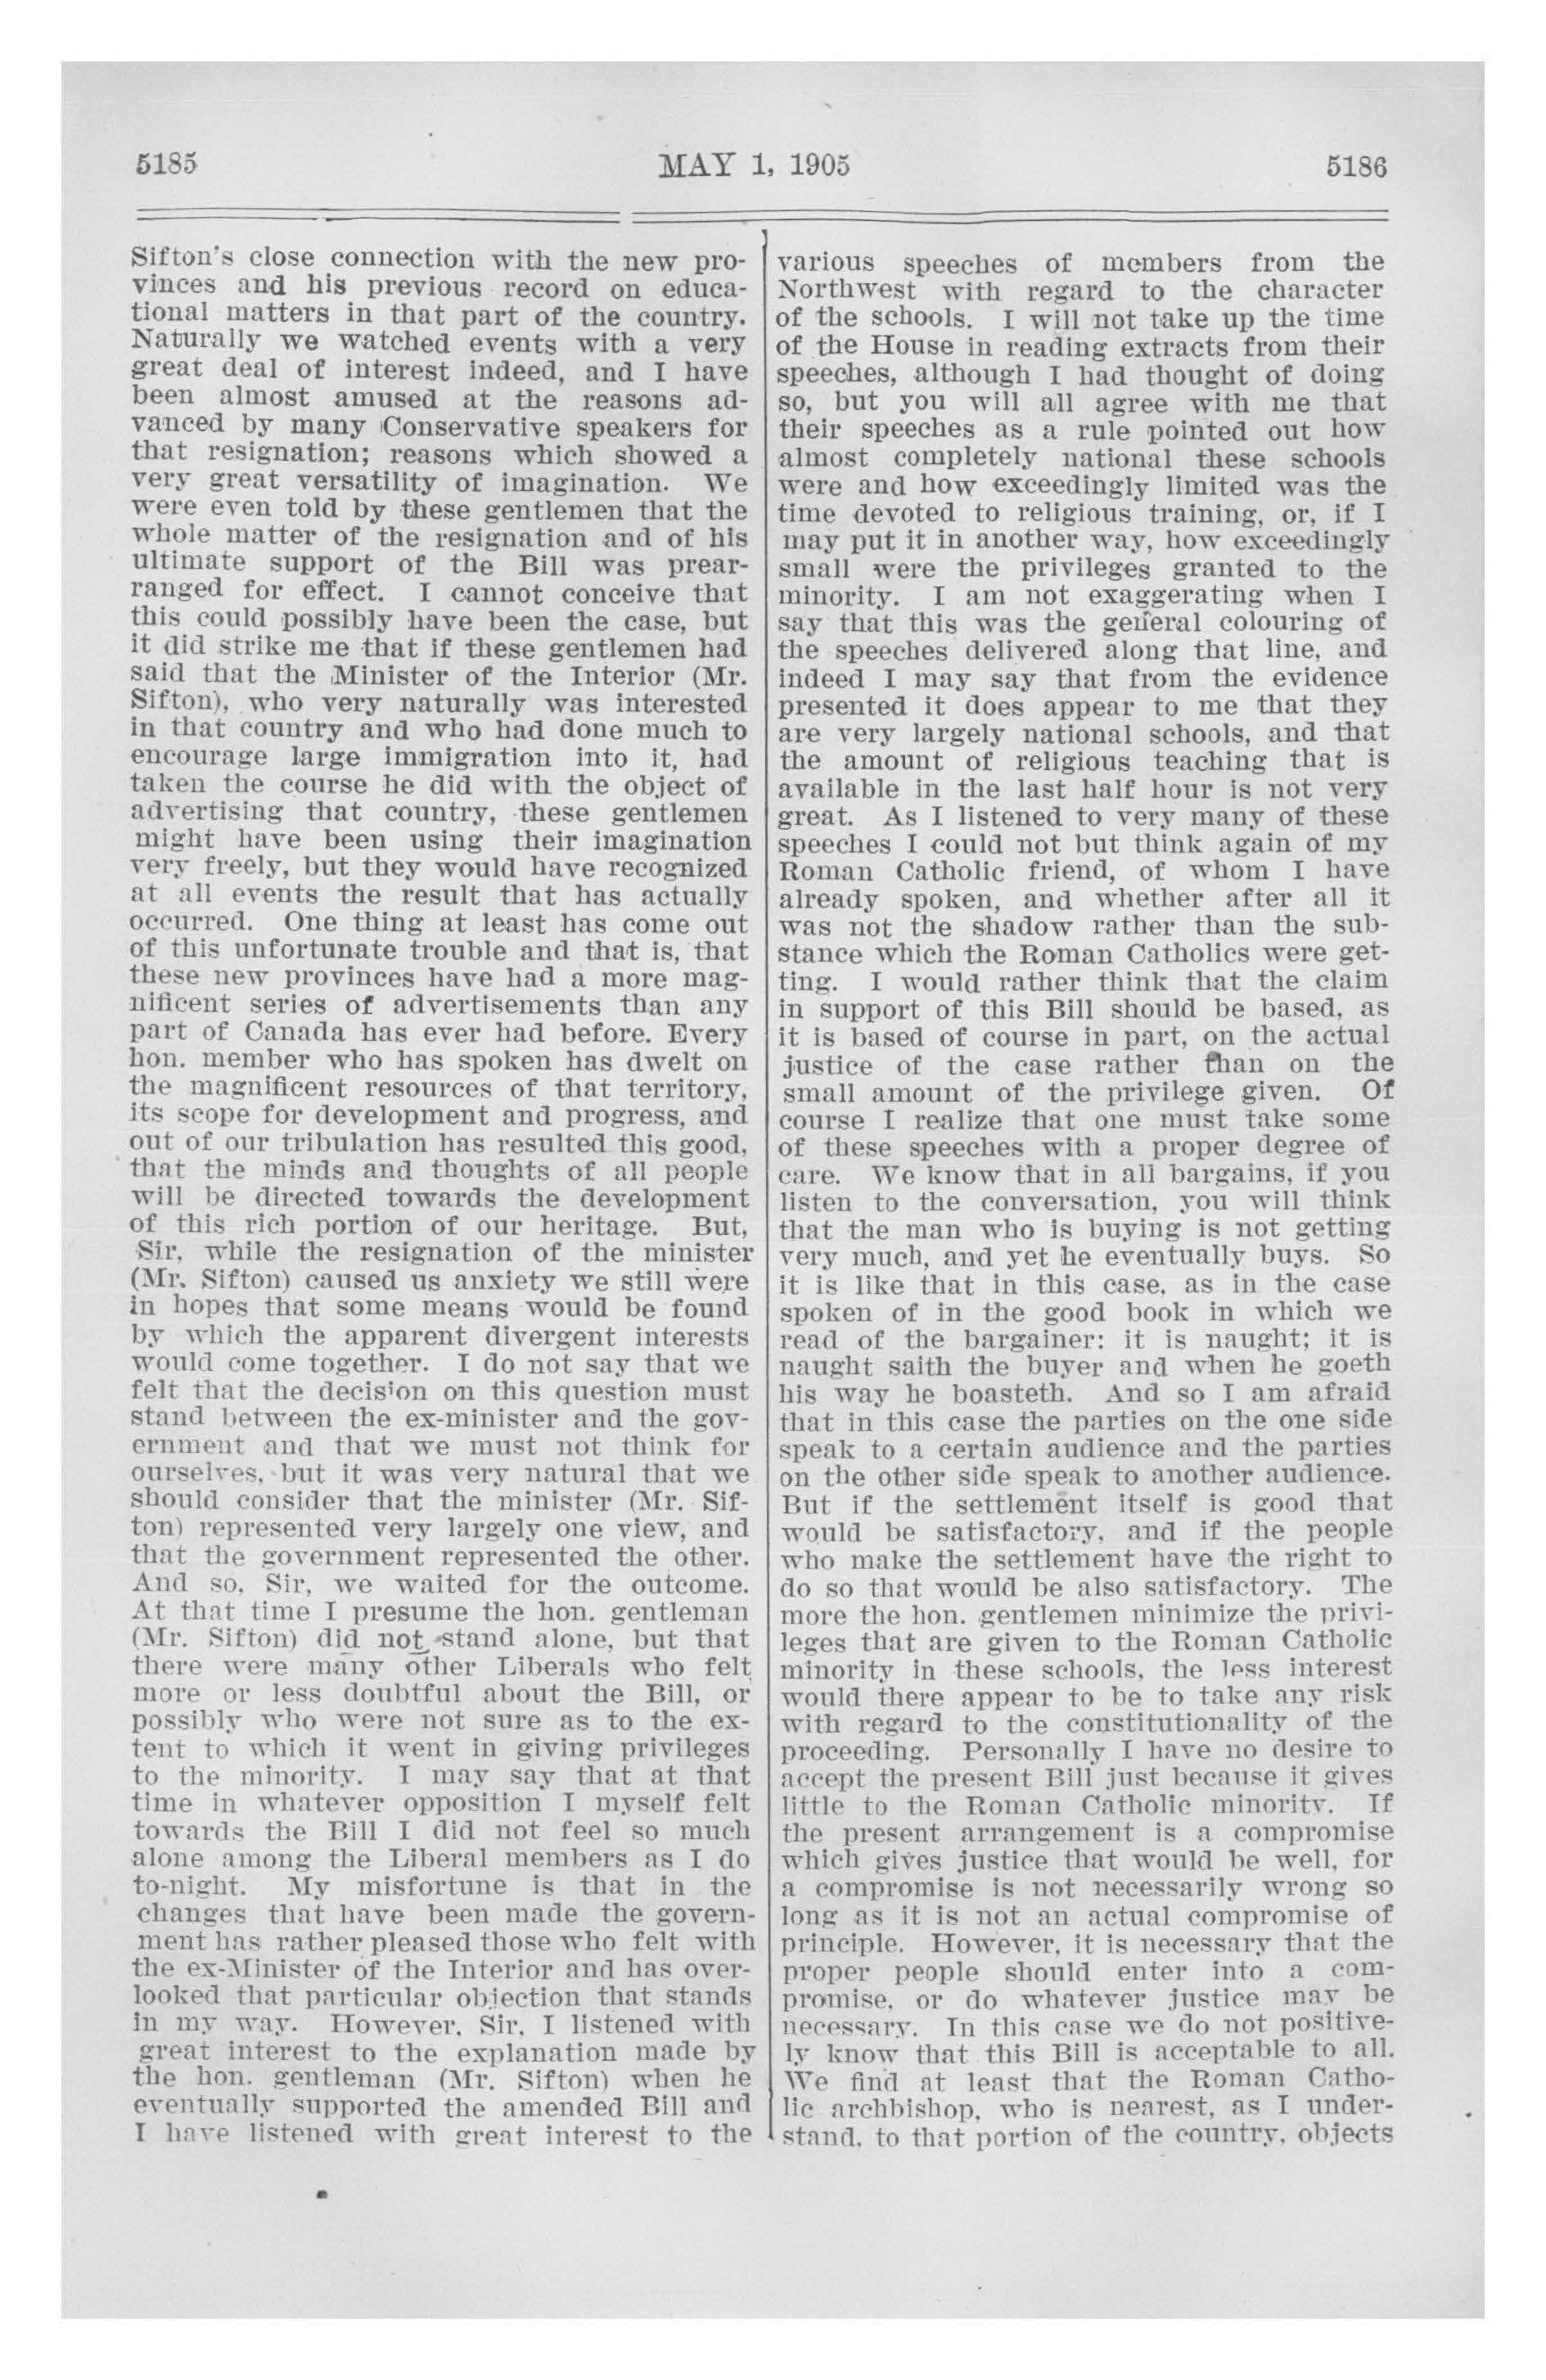 5185
MAY 1, 1905
5186
Sifton's close connection with the new pro-
vinces and his previous record on educa-
tional matters in that part of the country.
Naturally we watched events with a very
great deal of interest indeed, and I have
been almost amused at the reasons ad-
vanced by many Conservative speakers for
that resignation; reasons which showed a
very great versatility of imagination. We
were even told by these gentlemen that the
whole matter of the resignation and of his
ultimate support of the Bill was prear-
ranged for effect. I cannot conceive that
this could possibly have been the case, but
it did strike me that if these gentlemen had
said that the Minister of the Interior (Mr.
Sifton), who very naturally was interested
in that country and who had done much to
encourage large immigration into it, had
taken the course he did with the object of
advertising that country, these gentlemen
might have been using their imagination
very freely, but they would have recognized
at all events the result that has actually
occurred. One thing at least has come out
of this unfortunate trouble and that is, that
these new provinces have had a more mag-
nificent series of advertisements than any
part of Canada has ever had before. Every
hon. member who has spoken has dwelt on
the magnificent resources of that territory,
its scope for development and progress, and
out of our tribulation has resulted this good,
that the minds and thoughts of all people
will be directed towards the development
of this rich portion of our heritage. But,
Sir, while the resignation of the minister
(Mr. Sifton) caused us anxiety we still were
in hopes that some means would be found
by which the apparent divergent interests
would come together. I do not say that we
felt that the decision on this question must
stand between the ex-minister and the gov-
ernment and that we must not think for
ourselves, but it was very natural that we
should consider that the minister (Mr. Sif-
ton) represented very largely one view, and
that the government represented the other.
And so, Sir, we waited for the outcome.
At that time I presume the hon. gentleman
(Mr. Sifton) did not stand alone, but that
there were many other Liberals who felt
more or less doubtful about the Bill, or
possibly who were not sure as to the ex-
tent to which it went in giving privileges
to the minority. I may say that at that
time in whatever opposition I myself felt
towards the Bill I did not feel so much
alone among the Liberal members as I do
to-night. My misfortune is that in the
changes that have been made the govern-
ment has rather pleased those who felt with
the ex-Minister of the Interior and has over-
looked that particular objection that stands
in my way. However, Sir, I listened with
great interest to the explanation made by
the hon. gentleman (Mr. Sifton) when he
eventually supported the amended Bill and
I have listened with great interest to the
various speeches of members from the
Northwest with regard to the character
of the schools. I will not take up the time
of the House in reading extracts from their
speeches, although I had thought of doing
so, but you will all agree with me that
their speeches as a rule pointed out how
almost completely national these schools
were and how exceedingly limited was the
time devoted to religious training, or, if I
may put it in another way, how exceedingly
small were the privileges granted to the
minority. I am not exaggerating when I
say that this was the general colouring of
the speeches delivered along that line, and
indeed I may say that from the evidence
presented it does appear to me that they
are very largely national schools, and that
the amount of religious teaching that is
available in the last half hour is not very
great. As I listened to very many of these
speeches I could not but think again of my
Roman Catholic friend, of whom I have
already spoken, and whether after all it
was not the shadow rather than the sub-
stance which the Roman Catholics were get-
ting. I would rather think that the claim
in support of this Bill should be based, as
it is based of course in part, on the actual
justice of the case rather than on the
small amount of the privilege given. Of
course I realize that one must take some
of these speeches with a proper degree of
care. We know that in all bargains, if you
listen to the conversation, you will think
that the man who is buying is not getting
very much, and yet he eventually buys. So
it is like that in this case, as in the case
spoken of in the good book in which we
read of the bargainer: it is naught; it is
naught saith the buyer and when he goeth
his way he boasteth. And so I am afraid
that in this case the parties on the one side
speak to a certain audience and the parties
on the other side speak to another audience.
But if the settlement itself is good that
would be satisfactory, and if the people
who make the settlement have the right to
do so that would be also satisfactory. The
more the hon. gentlemen minimize the privi-
leges that are given to the Roman Catholic
minority in these schools, the less interest
would there appear to be to take any risk
with regard to the constitutionality of the
proceeding. Personally I have no desire to
accept the present Bill just because it gives
little to the Roman Catholic minority. If
the present arrangement is a compromise
which gives justice that would be well, for
a compromise is not necessarily wrong so
long as it is not an actual compromise of
principle. However, it is necessary that the
proper people should enter into a com-
promise, or do whatever justice may be
necessary. In this case we do not positive-
ly know that this Bill is acceptable to all.
We find at least that the Roman Catho-
lic archbishop, who is nearest, as I under-
stand, to that portion of the country, objects